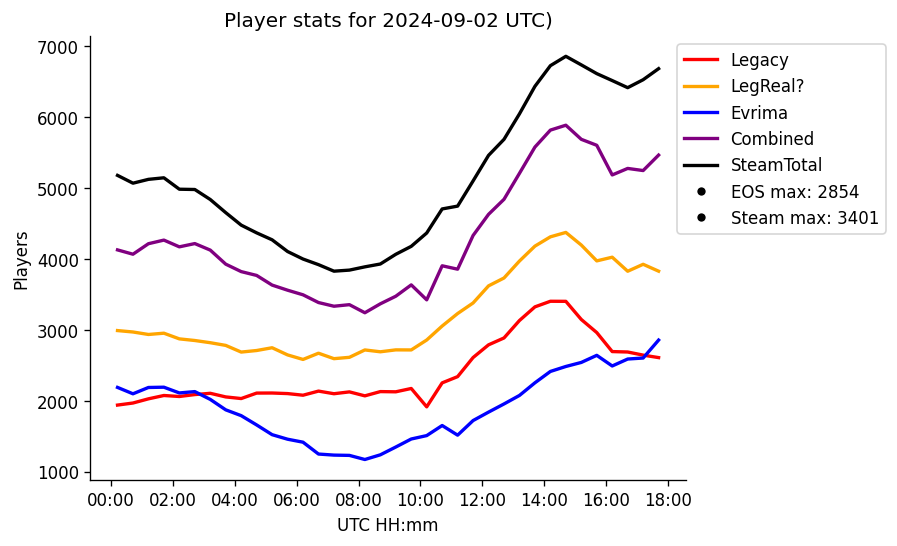 Player stats for 2024-09-02 UTC)
7000
6000
5000
4000
3000
2000
1000
Players
00:00 02:00 04:00 06:00 08:00 10:00 12:00 14:00 16:00 18:00
UTC HH:mm
Legacy
LegReal?
Evrima
Combined
SteamTotal
EOS max: 2854
Steam max: 3401